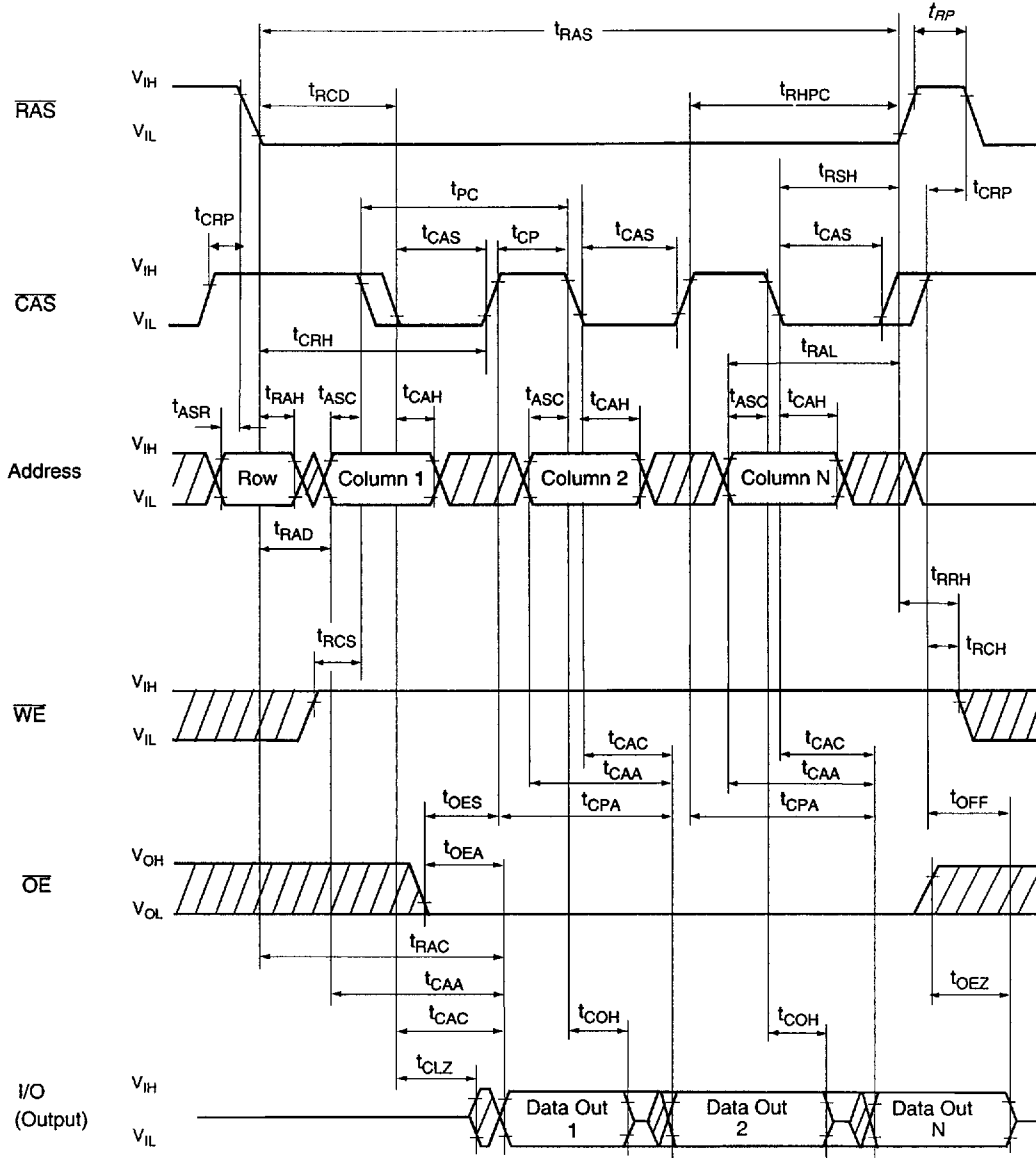 tRP
tRAS
VIH
RAS
VIL
tRCD
tRHPC
tRSH
tPC
tCRP
tCRP
tCAS
tCP
tCAS
tCAS
VIH
CAS
VIL
tCRH
tRAL
tASR
tRAH
tASC
tCAH
tASC
tCAH
tASC
tCAH
VIH
Address
VIL
Row
Column 1
Column 2
Column N
tRAD
tRRH
tRCS
tRCH
VIH
WE
VIL
tCAC
tCAC
tCAA
tCAA
tOES
tCPA
tCPA
tOFF
tOEA
VOH
OE
VOL
tRAC
tCAA
tOEZ
tCAC
tCOH
tCOH
tCLZ
VIH
I/O
(Output)
VIL
Data Out
1
Data Out
2
Data Out
N